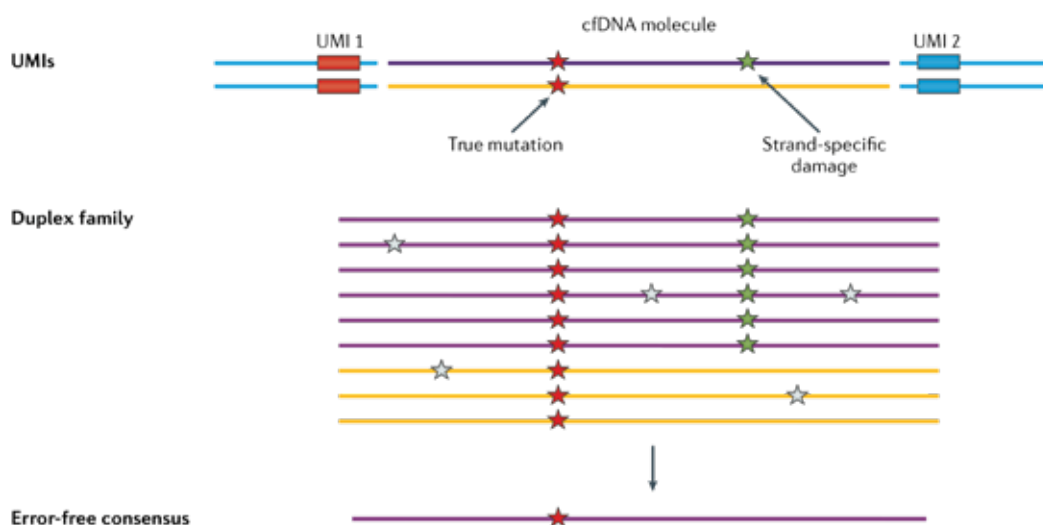 cfDNA molecule
UMI 1
UMI 2
UMIs
True mutation
Strand-specific
damage
Duplex family
Error-free consensus